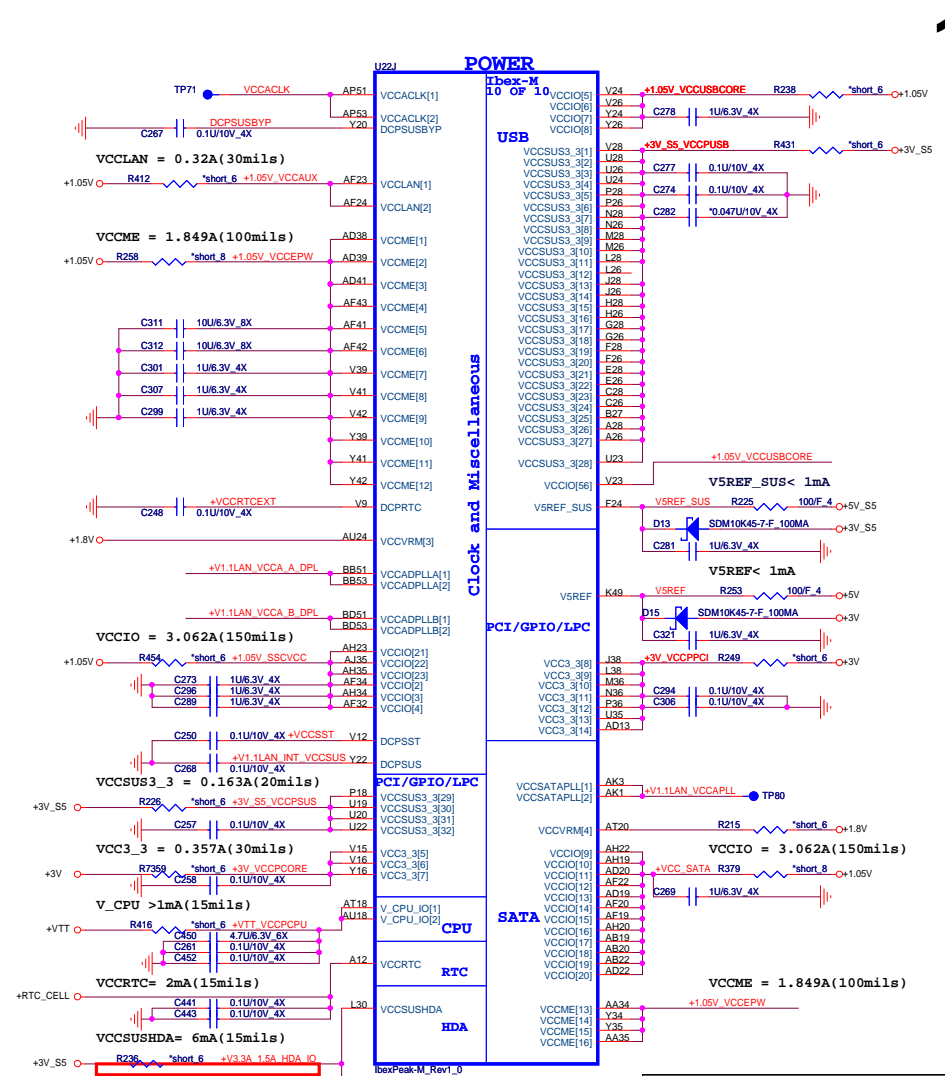 POWER
U22J
Ibex-M
10 OF 10
TP71 VCCACLK AP51 VCCACLK[1]
AP53 VCCACLK[2]
C267 DCPSUSBYP 0.1U/10V_4X Y20 DCPSUSBYP
VCCLAN = 0.32A(30mils)
+1.05V R412 *short_6 +1.05V_VCCAUX AF23 VCCLAN[1]
AF24 VCCLAN[2]
VCCME = 1.849A(100mils)
AD38 VCCME[1]
+1.05V R258 *short_8 +1.05V_VCCEPW AD39 VCCME[2]
AD41 VCCME[3]
AF43 VCCME[4]
C311 10U/6.3V_8X AF41 VCCME[5]
C312 10U/6.3V_8X AF42 VCCME[6]
C301 1U/6.3V_4X V39 VCCME[7]
C307 1U/6.3V_4X V41 VCCME[8]
C299 1U/6.3V_4X V42 VCCME[9]
Y39 VCCME[10]
Y41 VCCME[11]
Y42 VCCME[12]
C248 +VCCRTCEXT 0.1U/10V_4X V9 DCPRTC
+1.8V AU24 VCCVRM[3]
+V1.1LAN_VCCA_A_DPL BB51 VCCADPLLA[1]
BB53 VCCADPLLA[2]
+V1.1LAN_VCCA_B_DPL BD51 VCCADPLLB[1]
BD53 VCCADPLLB[2]
VCCIO = 3.062A(150mils)
AH23 VCCIO[21]
+1.05V R454 *short_6 +1.05V_SSCVCC AJ35 VCCIO[22]
AH35 VCCIO[23]
C273 1U/6.3V_4X AF34 VCCIO[2]
C296 1U/6.3V_4X AH34 VCCIO[3]
C289 1U/6.3V_4X AF32 VCCIO[4]
C250 0.1U/10V_4X +VCCSST V12 DCPSST
C268 +V1.1LAN_INT_VCCSUS 0.1U/10V_4X Y22 DCPSUS
VCCSUS3_3 = 0.163A(20mils)
PCI/GPIO/LPC
P18 VCCSUS3_3[29]
+3V_S5 R226 *short_6 +3V_S5_VCCPSUS U19 VCCSUS3_3[30]
U20 VCCSUS3_3[31]
C257 0.1U/10V_4X U22 VCCSUS3_3[32]
VCC3_3 = 0.357A(30mils)
V15 VCC3_3[5]
V16 VCC3_3[6]
+3V R7359 *short_6 +3V_VCCPCORE Y16 VCC3_3[7]
C258 0.1U/10V_4X
V_CPU >1mA(15mils)
AT18 V_CPU_IO[1]
AU18 V_CPU_IO[2]
CPU
+VTT R416 *short_6 +VTT_VCCPCPU
C450 4.7U/6.3V_6X
C261 0.1U/10V_4X
C452 0.1U/10V_4X
A12 VCCRTC
RTC
VCCRTC= 2mA(15mils)
+RTC_CELL
C441 0.1U/10V_4X
C443 0.1U/10V_4X
L30 VCCSUSHDA
HDA
VCCSUSHDA= 6mA(15mils)
+3V_S5 R236 *short_6 +V3.3A_1.5A_HDA_IO
IbexPeak-M_Rev1_0
Clock and Miscellaneous
USB
VCCIO[5] V24 +1.05V_VCCUSBCORE R238 *short_6 +1.05V
VCCIO[6] V26
VCCIO[7] Y24 C278 1U/6.3V_4X
VCCIO[8] Y26
VCCSUS3_3[1] V28 +3V_S5_VCCPUSB R431 *short_6 +3V_S5
VCCSUS3_3[2] U28
VCCSUS3_3[3] U26 C277 0.1U/10V_4X
VCCSUS3_3[4] U24
VCCSUS3_3[5] P28 C274 0.1U/10V_4X
VCCSUS3_3[6] P26
VCCSUS3_3[7] N28 C282 *0.047U/10V_4X
VCCSUS3_3[8] N26
VCCSUS3_3[9] M28
VCCSUS3_3[10] M26
VCCSUS3_3[11] L28
VCCSUS3_3[12] L26
VCCSUS3_3[13] J28
VCCSUS3_3[14] J26
VCCSUS3_3[15] H28
VCCSUS3_3[16] H26
VCCSUS3_3[17] G28
VCCSUS3_3[18] G26
VCCSUS3_3[19] F28
VCCSUS3_3[20] F26
VCCSUS3_3[21] E28
VCCSUS3_3[22] E26
VCCSUS3_3[23] C28
VCCSUS3_3[24] C26
VCCSUS3_3[25] B27
VCCSUS3_3[26] A28
VCCSUS3_3[27] A26
VCCSUS3_3[28] U23
+1.05V_VCCUSBCORE
VCCIO[56] V23
V5REF_SUS< 1mA
V5REF_SUS F24 V5REF_SUS R225 100/F_4 +5V_S5
D13 SDM10K45-7-F_100MA +3V_S5
C281 1U/6.3V_4X
V5REF< 1mA
V5REF K49 V5REF R253 100/F_4 +5V
D15 SDM10K45-7-F_100MA +3V
PCI/GPIO/LPC
C321 1U/6.3V_4X
VCC3_3[8] J38 +3V_VCCPPCI R249 *short_6 +3V
VCC3_3[9] L38
VCC3_3[10] M36
VCC3_3[11] N36 C294 0.1U/10V_4X
VCC3_3[12] P36 C306 0.1U/10V_4X
VCC3_3[13] U35
VCC3_3[14] AD13
VCCSATAPLL[1] AK3
VCCSATAPLL[2] AK1 +V1.1LAN_VCCAPLL TP80
VCCVRM[4] AT20 R215 *short_6 +1.8V
VCCIO = 3.062A(150mils)
VCCIO[9] AH22
VCCIO[10] AH19
VCCIO[11] AD20 +VCC_SATA R379 *short_8 +1.05V
VCCIO[12] AF22
VCCIO[13] AD19 C269 1U/6.3V_4X
VCCIO[14] AF20
VCCIO[15] AF19
SATA
VCCIO[16] AH20
VCCIO[17] AB19
VCCIO[18] AB20
VCCIO[19] AB22
VCCIO[20] AD22
VCCME = 1.849A(100mils)
VCCME[13] AA34 +1.05V_VCCEPW
VCCME[14] Y34
VCCME[15] Y35
VCCME[16] AA35